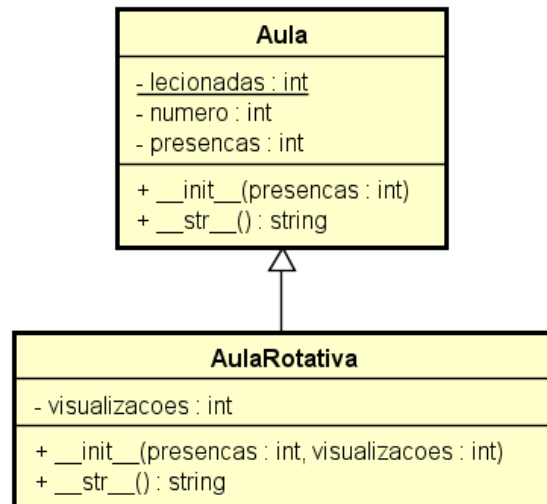 Aula
- lecionadas : int
- numero : int
- presencas : int
+ __init__(presencas : int)
+ __str__() : string
AulaRotativa
- visualizacoes : int
+ __init__(presencas : int, visualizacoes : int)
+ __str__() : string